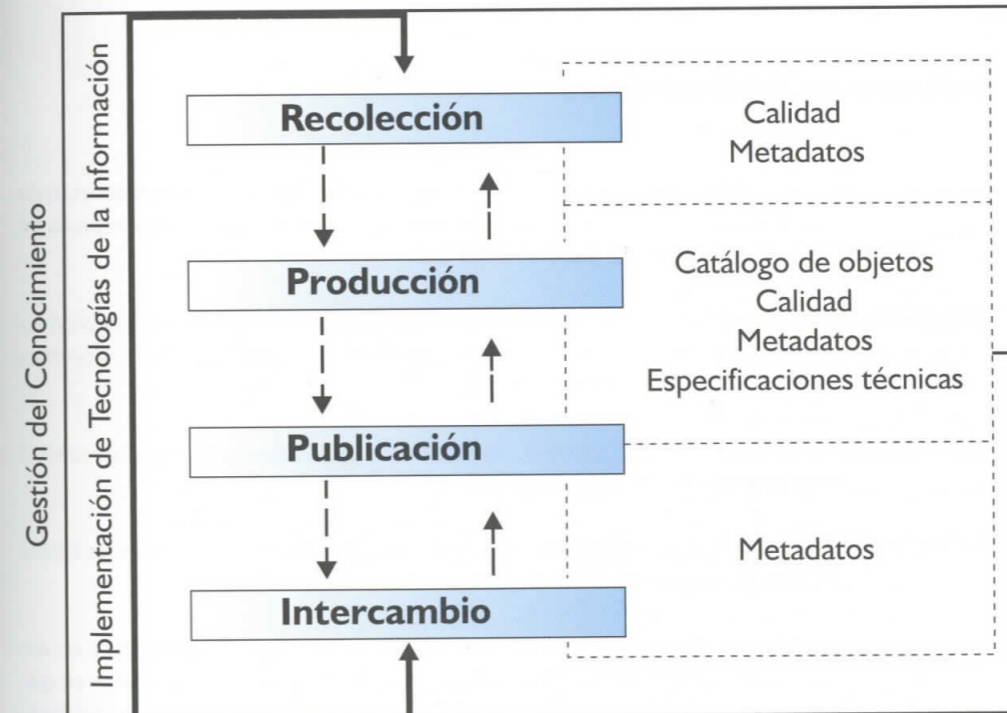 Gestión del Conocimiento
Implementación de Tecnologías de la Información
Recolección
Calidad
Metadatos
Producción
Catálogo de objetos
Calidad
Metadatos
Especificaciones técnicas
Publicación
Metadatos
Intercambio